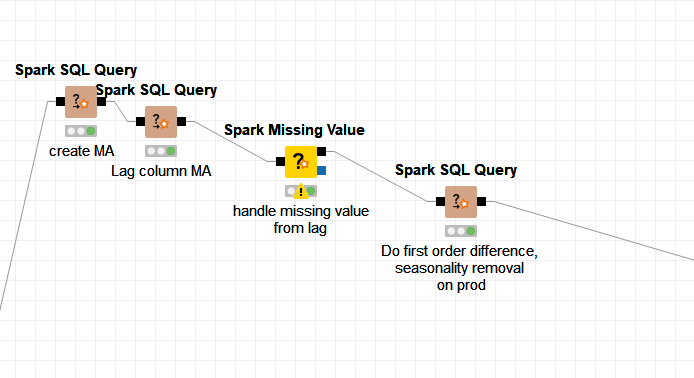 Spark SQL Query
Spark SQL Query
create MA
Lag column MA
Spark Missing Value
?
!
handle missing value
from lag
Spark SQL Query
Do first order difference,
seasonality removal
on prod